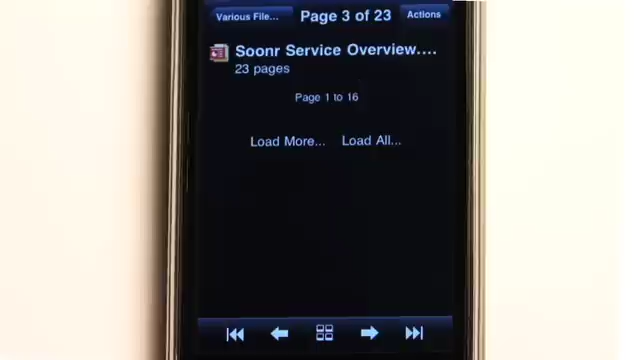 Various File... Page 3 of 23 Actions
Soonr Service Overview....
23 pages
Page 1 to 16
Load More... Load All...